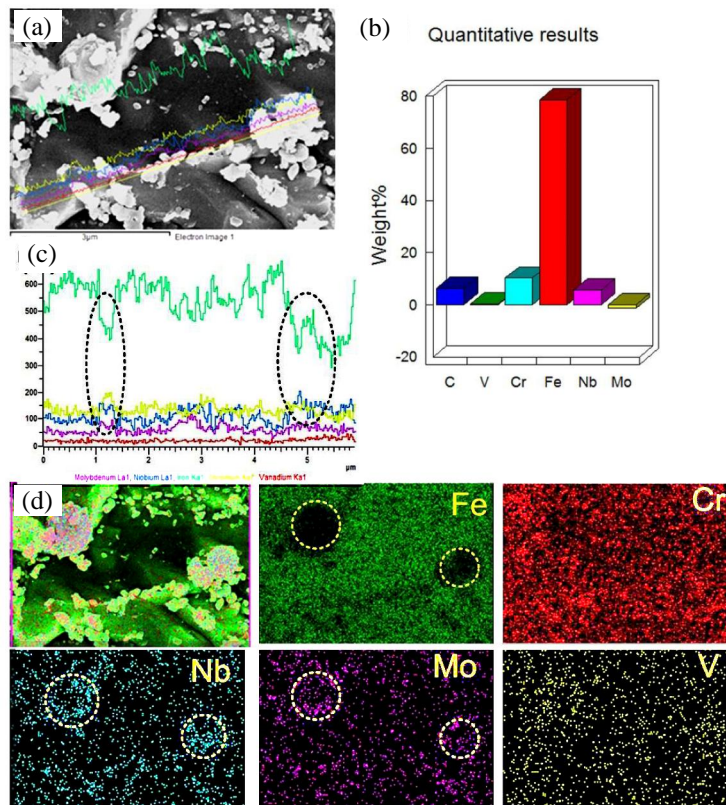 (a)
3µm
Electron Image 1
(b)
Quantitative results
Weight%
80
60
40
20
0
-20
C V Cr Fe Nb Mo
(c)
600
500
400
300
200
100
0
0 1 2 3 4 5
µm
Molybdenum La1, Niobium La1, Iron Ka1, Vanadium Ka1
(d)
Fe
Cr
Nb
Mo
V